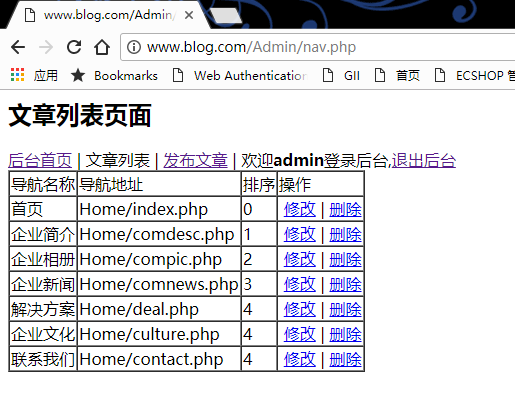 www.blog.com/Admin/
www.blog.com/Admin/nav.php
应用 Bookmarks Web Authentication GII 首页 ECSHOP 管
文章列表页面
后台首页 | 文章列表 | 发布文章 | 欢迎admin登录后台,退出后台
导航名称 导航地址 排序 操作
首页 Home/index.php 0 修改 | 删除
企业简介 Home/comdesc.php 1 修改 | 删除
企业相册 Home/compic.php 2 修改 | 删除
企业新闻 Home/comnews.php 3 修改 | 删除
解决方案 Home/deal.php 4 修改 | 删除
企业文化 Home/culture.php 4 修改 | 删除
联系我们 Home/contact.php 4 修改 | 删除